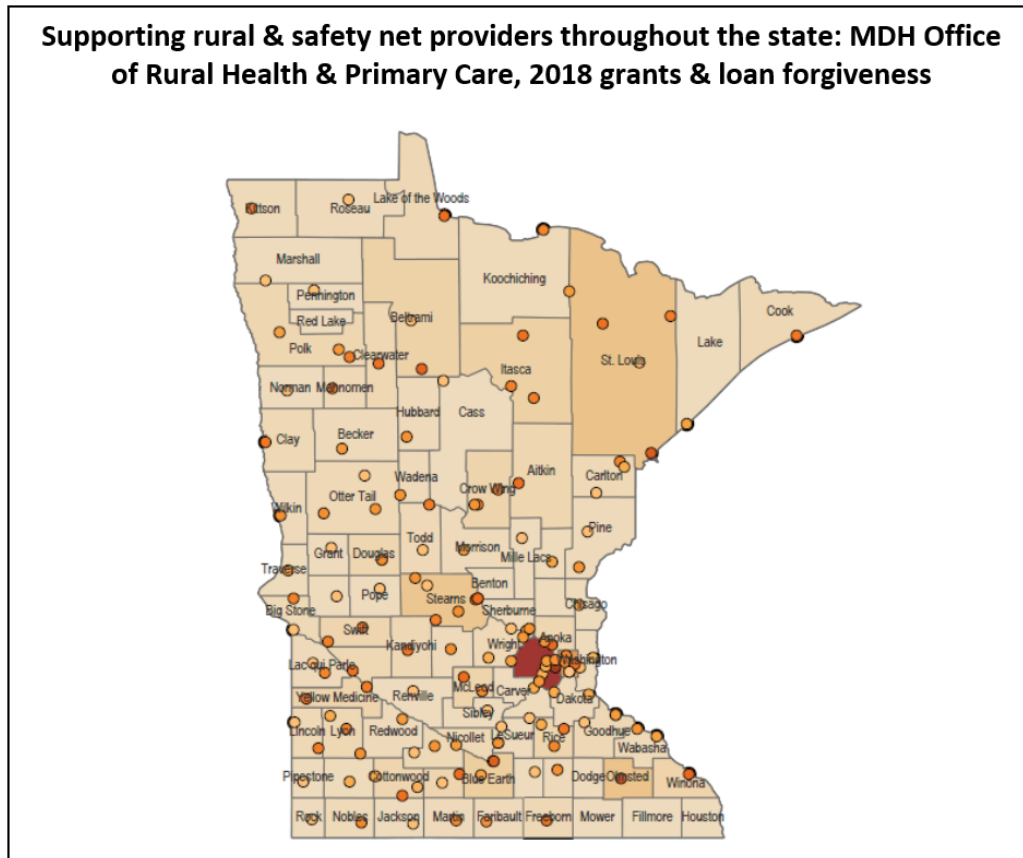 Supporting rural & safety net providers throughout the state: MDH Office
of Rural Health & Primary Care, 2018 grants & loan forgiveness
Lake of the Woods
Kittson
Roseau
Marshall
Koochiching
Pennington
Cook
Red Lake
Beltrami
Lake
Polk
Clearwater
St. Louis
Itasca
Norman
Mahnomen
Hubbard
Cass
Becker
Clay
Aitkin
Wadena
Carlton
Crow Wing
Otter Tail
Wilkin
Pine
Todd
Morrison
Grant
Douglas
Mille Lacs
Traverse
Benton
Pope
Stearns
Chisago
Big Stone
Sherburne
Swift
Anoka
Kandiyohi
Wright
Washington
Lac qui Parle
McLeod
Carver
Yellow Medicine
Renville
Dakota
Sibley
Lincoln
Lyon
Redwood
Goodhue
Nicollet
LeSueur
Rice
Wabasha
Pipestone
Cottonwood
Blue Earth
Dodge
Olmsted
Winona
Rock
Nobles
Jackson
Martin
Faribault
Freeborn
Mower
Fillmore
Houston